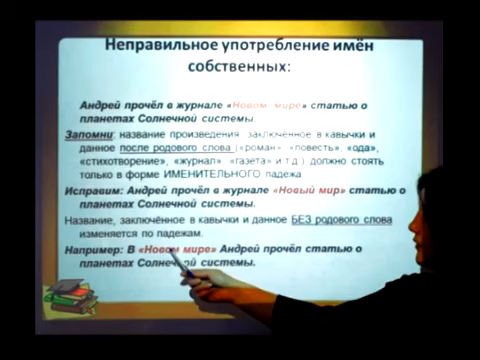 Неправильное употребление имён
собственных:
Андрей прочёл в журнале «Новом мире» статью о
планетах Солнечной системы.
Запомни: название произведения заключённое в кавычки и
данное после родового слова («роман» «повесть», «ода»,
«стихотворение», «журнал» «газета» и т.д.) должно стоять
только в форме ИМЕНИТЕЛЬНОГО падежа
Исправим: Андрей прочёл в журнале «Новый мир» статью о
планетах Солнечной системы.
Название, заключённое в кавычки и данное БЕЗ родового слова
изменяется по падежам.
Например: В «Новом мире» Андрей прочёл статью о
планетах Солнечной системы.